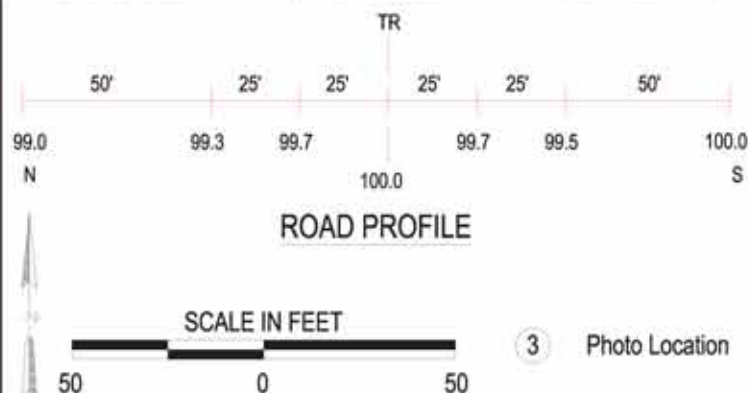 TR
50' 25' 25' 25' 25' 50'
99.0 99.3 99.7 99.7 99.5 100.0
N 100.0 S
ROAD PROFILE
SCALE IN FEET
3 Photo Location
50 0 50